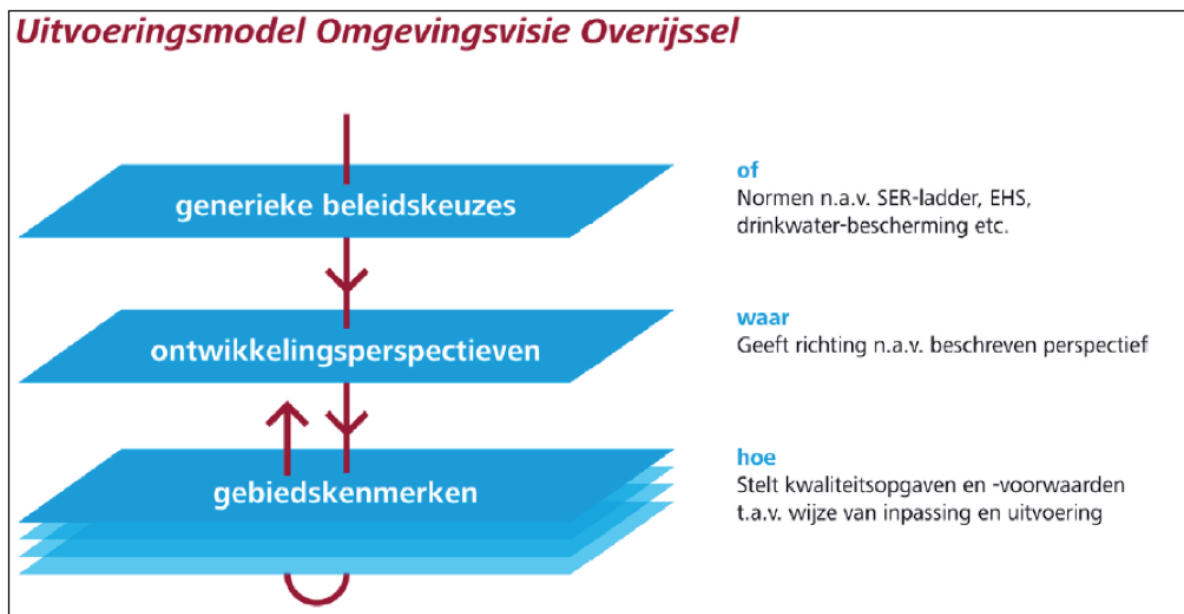 Uitvoeringsmodel Omgevingsvisie Overijssel
generieke beleidskeuzes
of
Normen n.a.v. SER-ladder, EHS,
drinkwater-bescherming etc.
ontwikkelingsperspectieven
waar
Geeft richting n.a.v. beschreven perspectief
gebiedskenmerken
hoe
Stelt kwaliteitsopgaven en -voorwaarden
t.a.v. wijze van inpassing en uitvoering